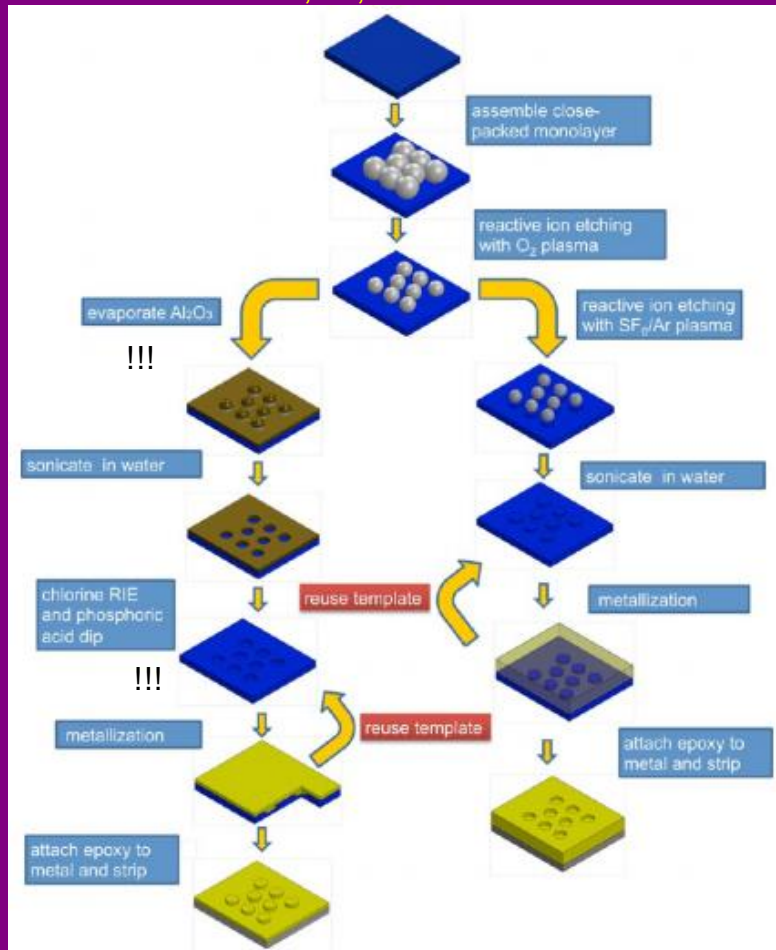 assemble close-
packed monolayer
reactive ion etching
with O₂ plasma
evaporate Al₂O₃
!!!
reactive ion etching
with SF₆/Ar plasma
sonicate in water
sonicate in water
chlorine RIE
and phosphoric
acid dip
!!!
reuse template
metallization
metallization
reuse template
attach epoxy to
metal and strip
attach epoxy to
metal and strip